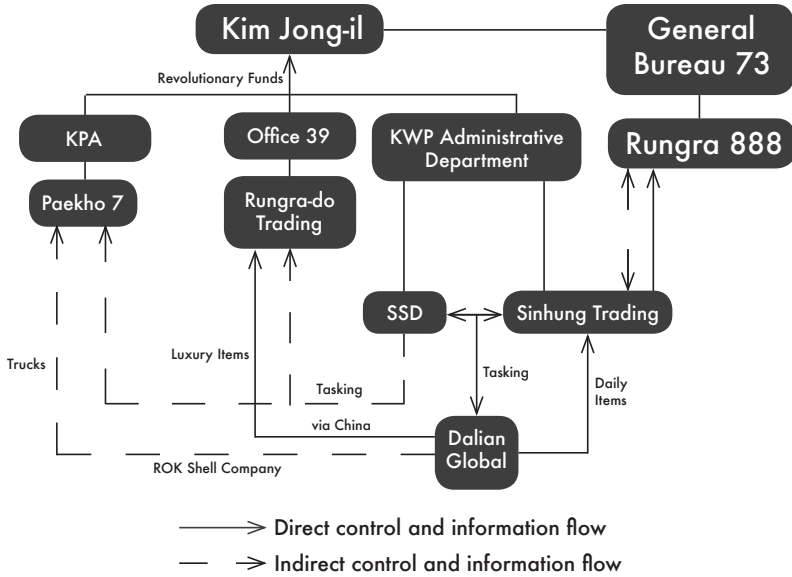 Kim Jong-il
General
Bureau 73
Revolutionary Funds
KPA
Office 39
KWP Administrative
Department
Rungra 888
Paekho 7
Rungra-do
Trading
SSD
Sinhung Trading
Trucks
Luxury Items
Tasking
Tasking
Daily
Items
via China
Dalian
Global
ROK Shell Company
Direct control and information flow
Indirect control and information flow